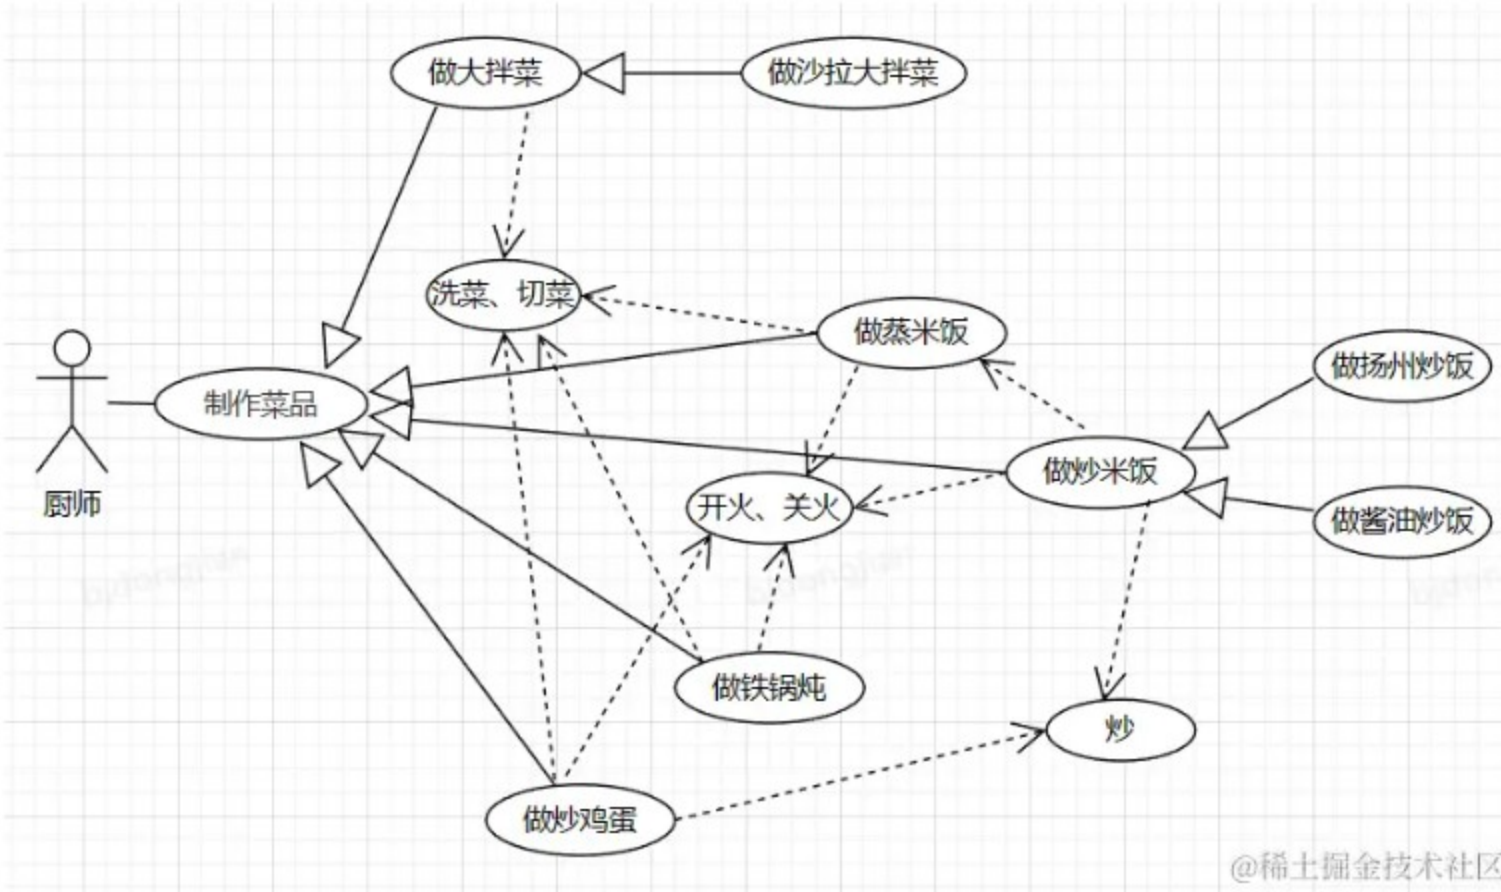 做大拌菜
做沙拉大拌菜
洗菜、切菜
做蒸米饭
做扬州炒饭
制作菜品
做炒米饭
厨师
开火、关火
做酱油炒饭
做铁锅炖
炒
做炒鸡蛋
@稀土掘金技术社区